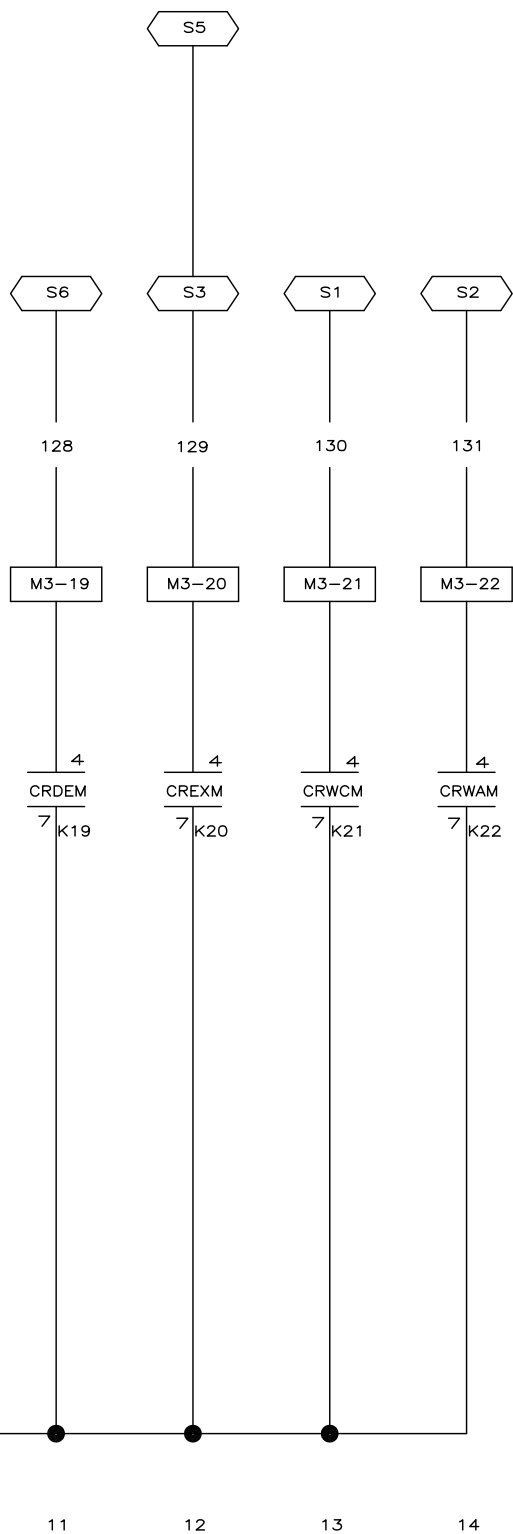 S5
S6 S3 S1 S2
128 129 130 131
M3-19 M3-20 M3-21 M3-22
4 4 4 4
CRDEM CREXM CRWCM CRWAM
7 K19 7 K20 7 K21 7 K22
11 12 13 14